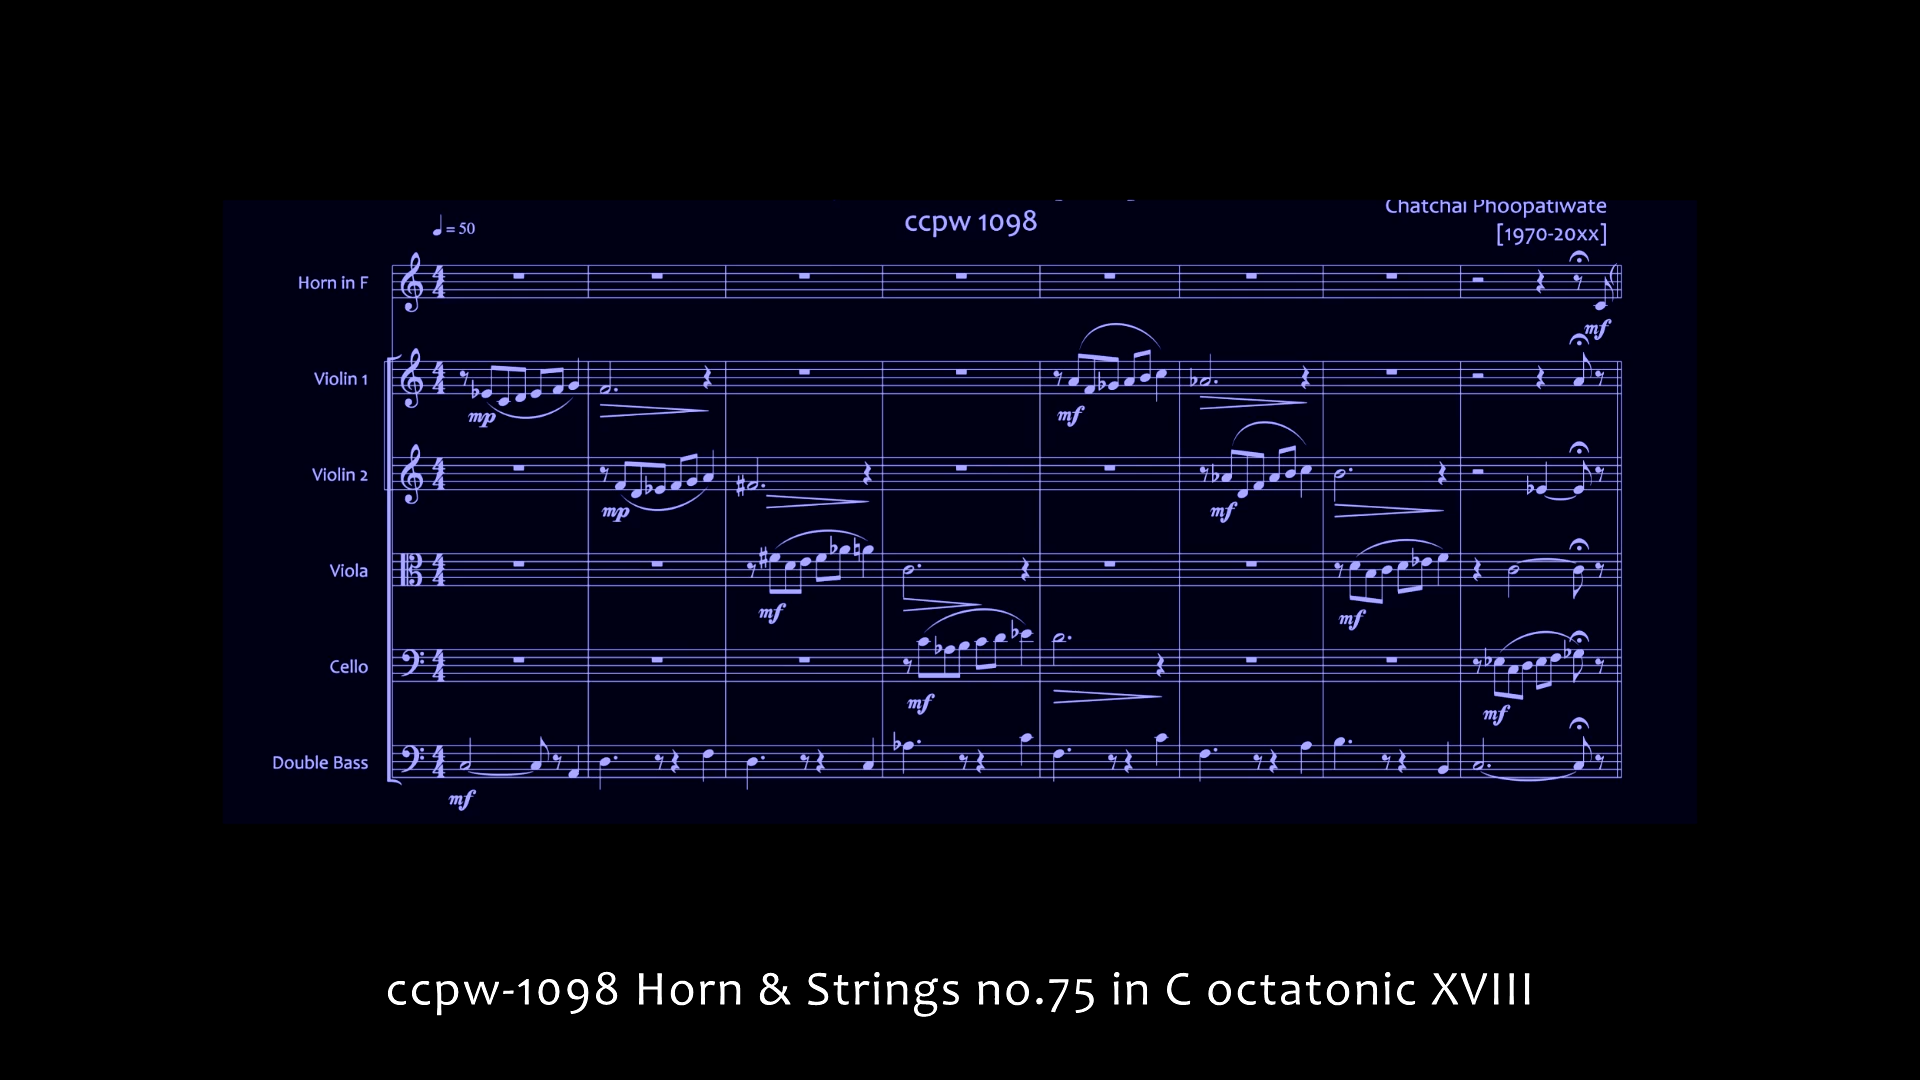 Chatchai Phoopatiwate
ccpw 1098
[1970-20xx]
= 50
Horn in F
mf
Violin 1
mp
mf
Violin 2
mp
mf
Viola
mf
mf
Cello
mf
mf
Double Bass
mf
ccpw-1098 Horn & Strings no.75 in C octatonic XVIII